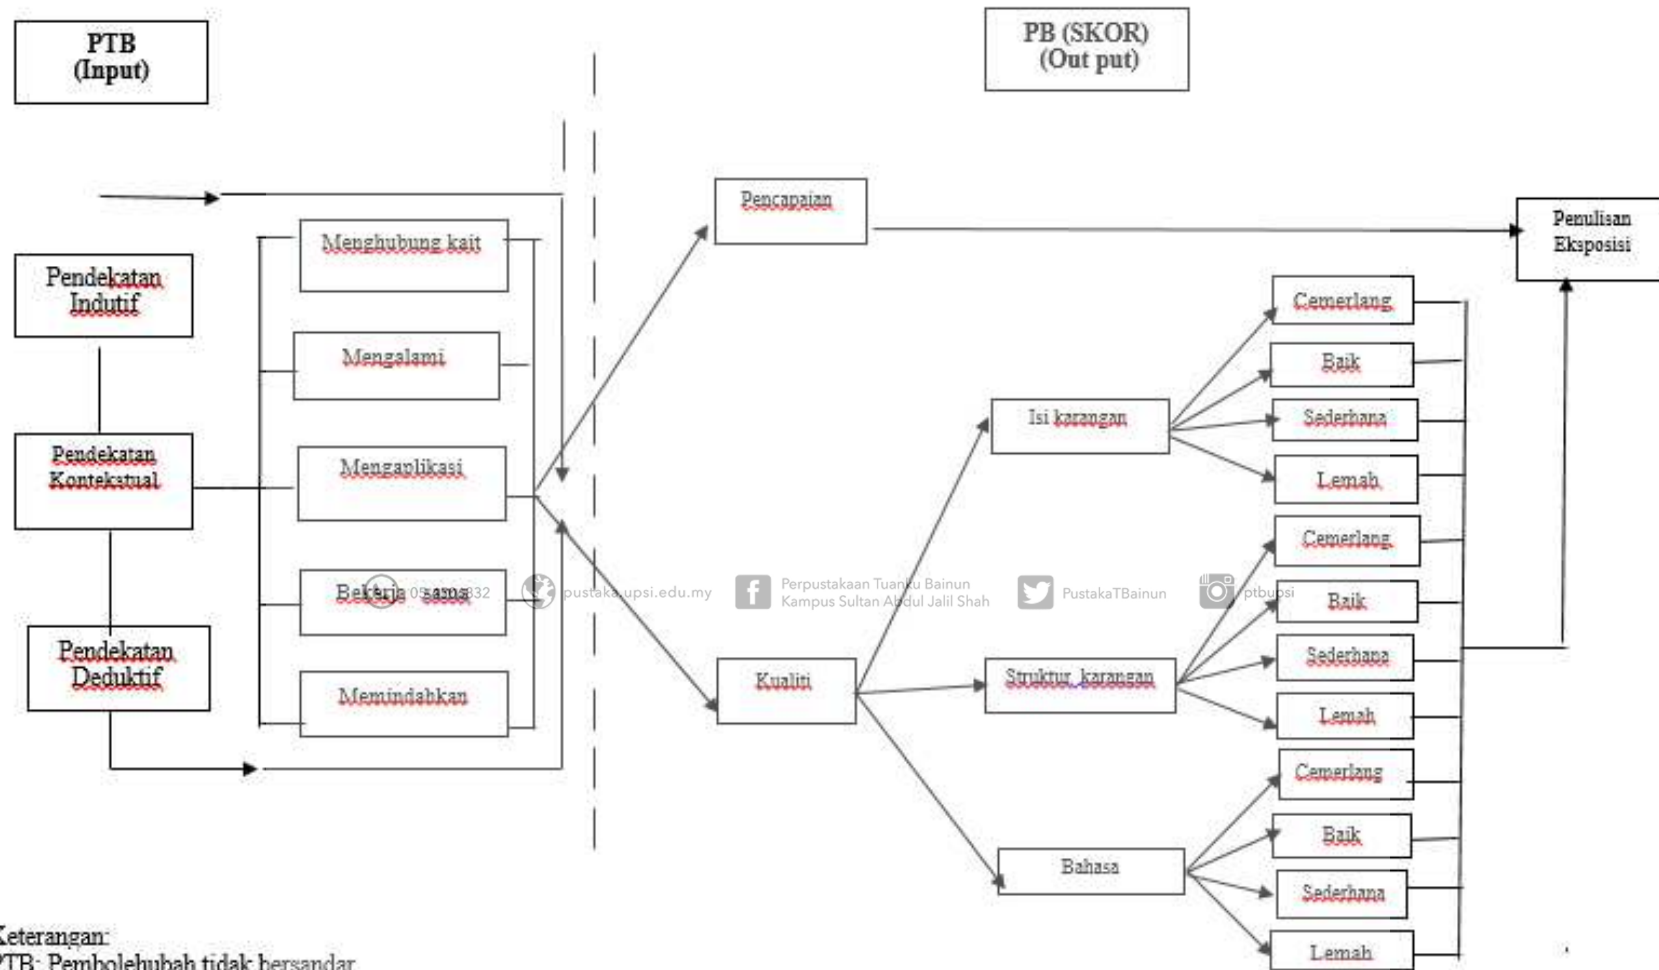 PTB
(Input)
PB (SKOR)
(Out put)
Pendekatan
Indutif
Pendekatan
Kontekstual
Pendekatan
Deduktif
Menghubung kait
Mengalami
Mengaplikasi
Bekerja sama
Memindahkan
Pencapaian
Kualiti
Isi karangan
Struktur karangan
Bahasa
Cemerlang
Baik
Sederhana
Lemah
Cemerlang
Baik
Sederhana
Lemah
Cemerlang
Baik
Sederhana
Lemah
Penulisan
Eksposisi
832
pustaka.upsi.edu.my
Perpustakaan Tuanku Bainun
Kampus Sultan Abdul Jalil Shah
PustakaTBainun
ptbupsi
Keterangan:
PTB: Pembolehubah tidak bersandar